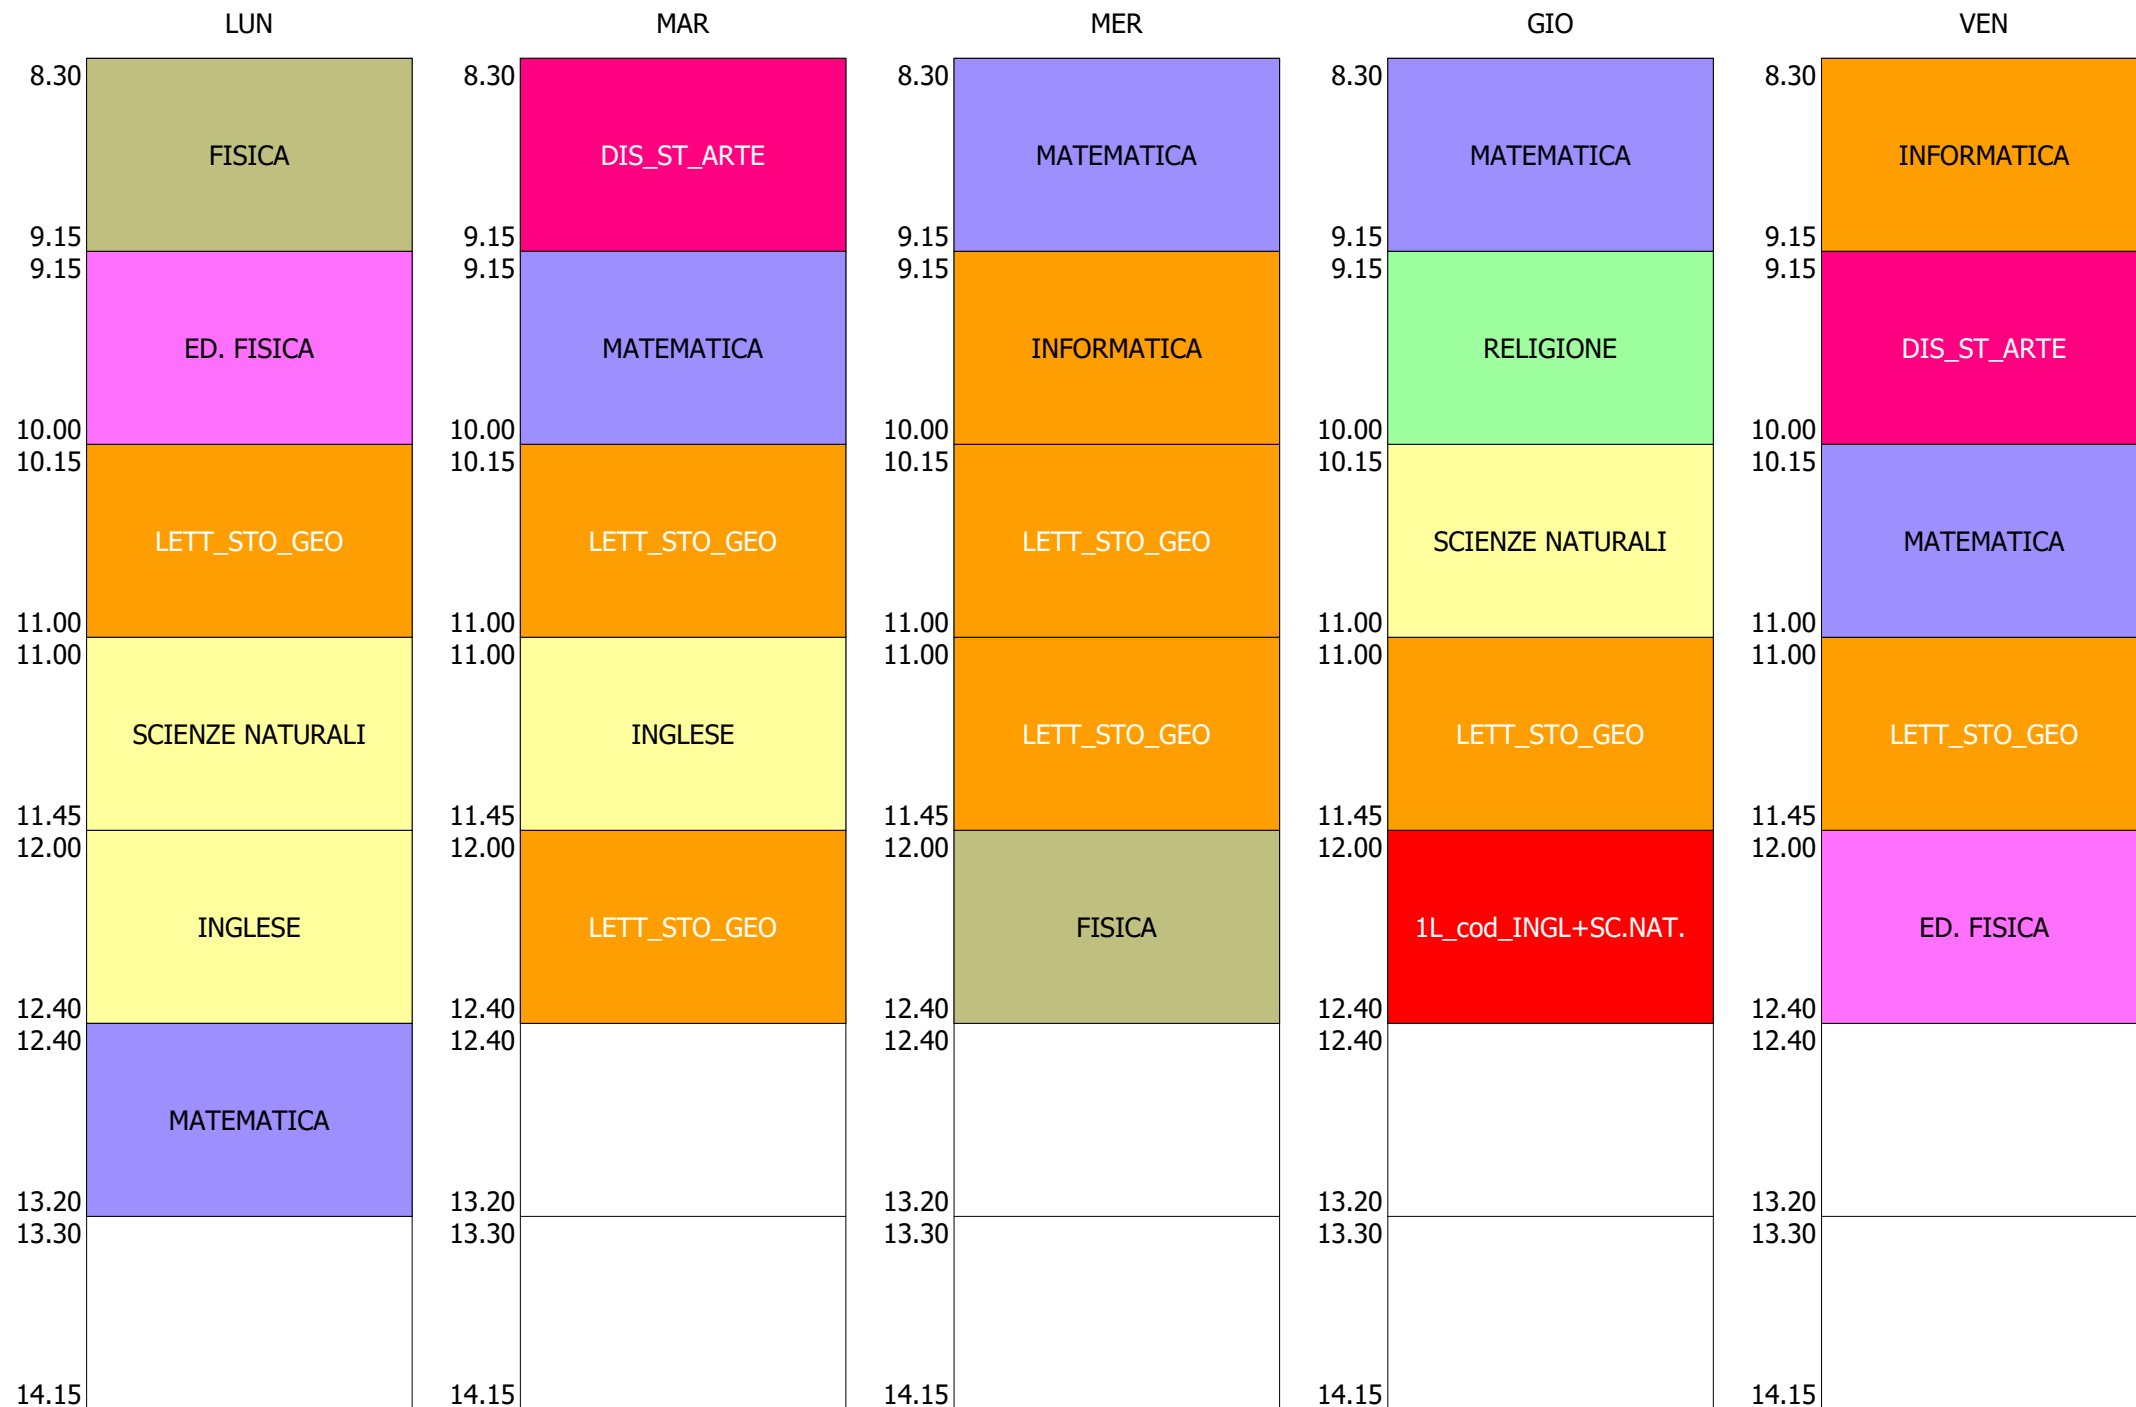 LUN MAR MER GIO VEN
8.30 8.30 8.30 8.30 8.30
FISICA DIS_ST_ARTE MATEMATICA MATEMATICA INFORMATICA
9.15 9.15 9.15 9.15 9.15
9.15 9.15 9.15 9.15 9.15
ED. FISICA MATEMATICA INFORMATICA RELIGIONE DIS_ST_ARTE
10.00 10.00 10.00 10.00 10.00
10.15 10.15 10.15 10.15 10.15
LETT_STO_GEO LETT_STO_GEO LETT_STO_GEO SCIENZE NATURALI MATEMATICA
11.00 11.00 11.00 11.00 11.00
11.00 11.00 11.00 11.00 11.00
SCIENZE NATURALI INGLESE LETT_STO_GEO LETT_STO_GEO LETT_STO_GEO
11.45 11.45 11.45 11.45 11.45
12.00 12.00 12.00 12.00 12.00
INGLESE LETT_STO_GEO FISICA 1L_cod_INGL+SC.NAT. ED. FISICA
12.40 12.40 12.40 12.40 12.40
12.40 12.40 12.40 12.40 12.40
MATEMATICA
13.20 13.20 13.20 13.20 13.20
13.30 13.30 13.30 13.30 13.30
14.15 14.15 14.15 14.15 14.15